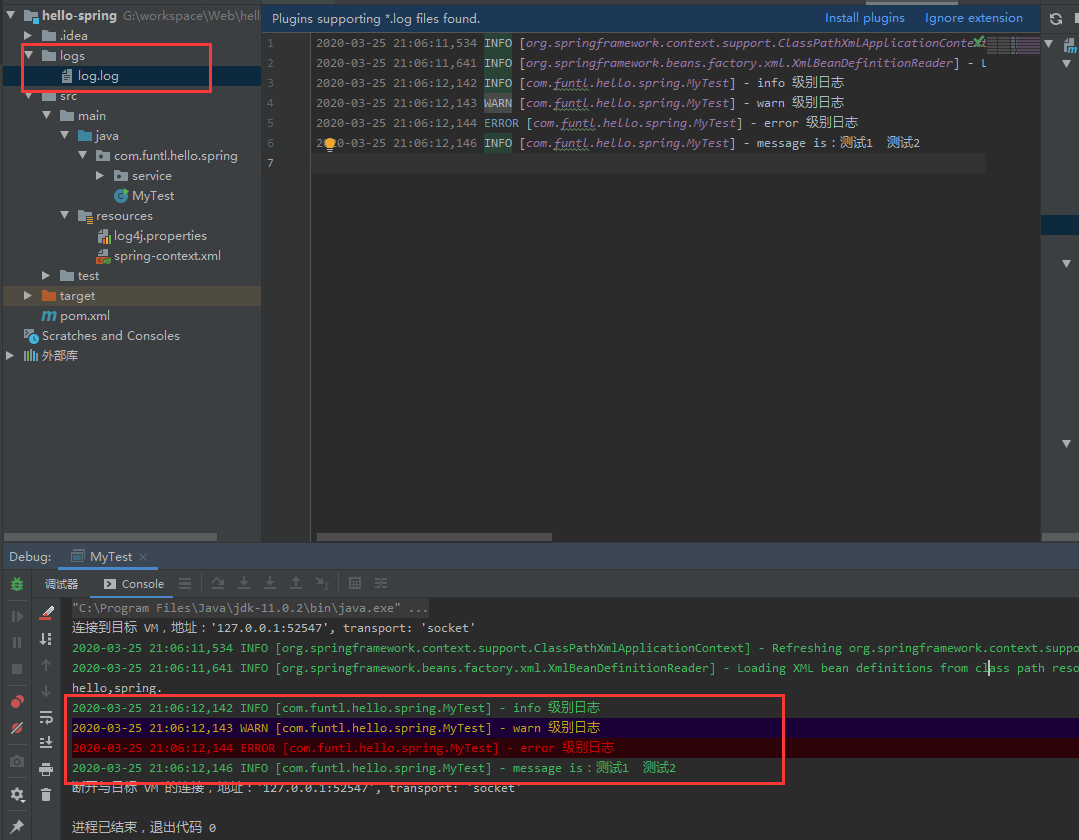 hello-spring G:\workspace\Web\hell
.idea
logs
log.log
src
main
java
com.funtl.hello.spring
service
MyTest
resources
log4j.properties
spring-context.xml
test
target
pom.xml
Scratches and Consoles
外部库
Plugins supporting *.log files found. Install plugins Ignore extension
1 2020-03-25 21:06:11,534 INFO [org.springframework.context.support.ClassPathXmlApplicationContext
2 2020-03-25 21:06:11,641 INFO [org.springframework.beans.factory.xml.XmlBeanDefinitionReader] - L
3 2020-03-25 21:06:12,142 INFO [com.funtl.hello.spring.MyTest] - info 级别日志
4 2020-03-25 21:06:12,143 WARN [com.funtl.hello.spring.MyTest] - warn 级别日志
5 2020-03-25 21:06:12,144 ERROR [com.funtl.hello.spring.MyTest] - error 级别日志
6 2020-03-25 21:06:12,146 INFO [com.funtl.hello.spring.MyTest] - message is：测试1 测试2
7
Debug: MyTest
调试器 Console
"C:\Program Files\Java\jdk-11.0.2\bin\java.exe" ...
连接到目标 VM，地址：'127.0.0.1:52547', transport: 'socket'
2020-03-25 21:06:11,534 INFO [org.springframework.context.support.ClassPathXmlApplicationContext] - Refreshing org.springframework.context.suppo
2020-03-25 21:06:11,641 INFO [org.springframework.beans.factory.xml.XmlBeanDefinitionReader] - Loading XML bean definitions from class path reso
hello,spring.
2020-03-25 21:06:12,142 INFO [com.funtl.hello.spring.MyTest] - info 级别日志
2020-03-25 21:06:12,143 WARN [com.funtl.hello.spring.MyTest] - warn 级别日志
2020-03-25 21:06:12,144 ERROR [com.funtl.hello.spring.MyTest] - error 级别日志
2020-03-25 21:06:12,146 INFO [com.funtl.hello.spring.MyTest] - message is：测试1 测试2
断开与目标 VM 的连接，地址：'127.0.0.1:52547', transport: 'socket'
进程已结束，退出代码 0